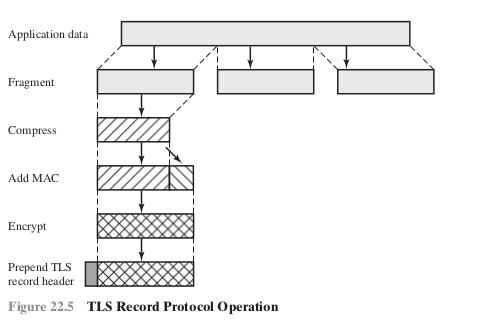 Application data
Fragment
Compress
Add MAC
Encrypt
Prepend TLS
record header
Figure 22.5 TLS Record Protocol Operation